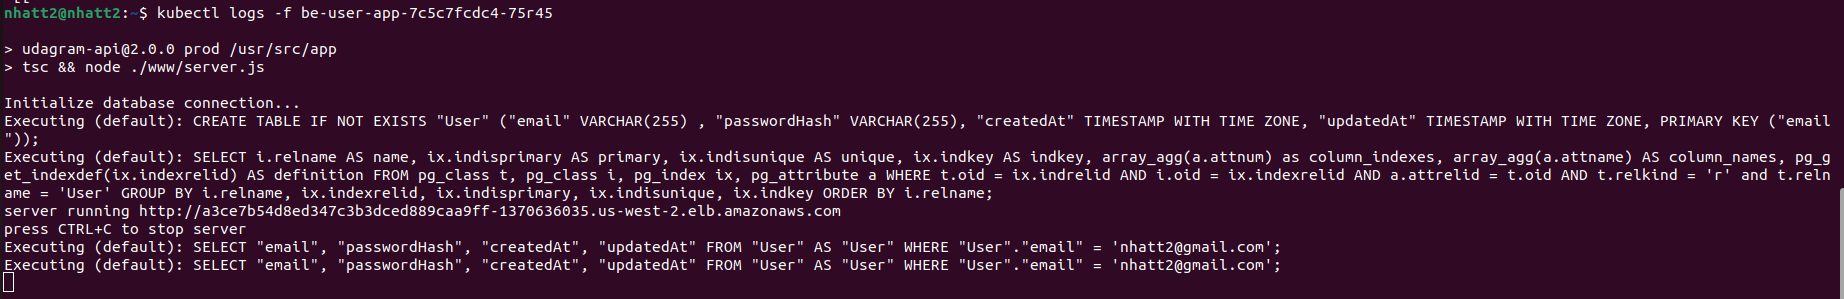 nhatt2@nhatt2:~$ kubectl logs -f be-user-app-7c5c7fcdc4-75r45
> udagram-api@2.0.0 prod /usr/src/app
> tsc && node ./www/server.js
Initialize database connection...
Executing (default): CREATE TABLE IF NOT EXISTS "User" ("email" VARCHAR(255) , "passwordHash" VARCHAR(255), "createdAt" TIMESTAMP WITH TIME ZONE, "updatedAt" TIMESTAMP WITH TIME ZONE, PRIMARY KEY ("email
"));
Executing (default): SELECT i.relname AS name, ix.indisprimary AS primary, ix.indisunique AS unique, ix.indkey AS indkey, array_agg(a.attnum) as column_indexes, array_agg(a.attname) AS column_names, pg_g
et_indexdef(ix.indexrelid) AS definition FROM pg_class t, pg_class i, pg_index ix, pg_attribute a WHERE t.oid = ix.indrelid AND i.oid = ix.indexrelid AND a.attrelid = t.oid AND t.relkind = 'r' and t.reln
ame = 'User' GROUP BY i.relname, ix.indexrelid, ix.indisprimary, ix.indisunique, ix.indkey ORDER BY i.relname;
server running http://a3ce7b54d8ed347c3b3dced889caa9ff-1370636035.us-west-2.elb.amazonaws.com
press CTRL+C to stop server
Executing (default): SELECT "email", "passwordHash", "createdAt", "updatedAt" FROM "User" AS "User" WHERE "User"."email" = 'nhatt2@gmail.com';
Executing (default): SELECT "email", "passwordHash", "createdAt", "updatedAt" FROM "User" AS "User" WHERE "User"."email" = 'nhatt2@gmail.com';